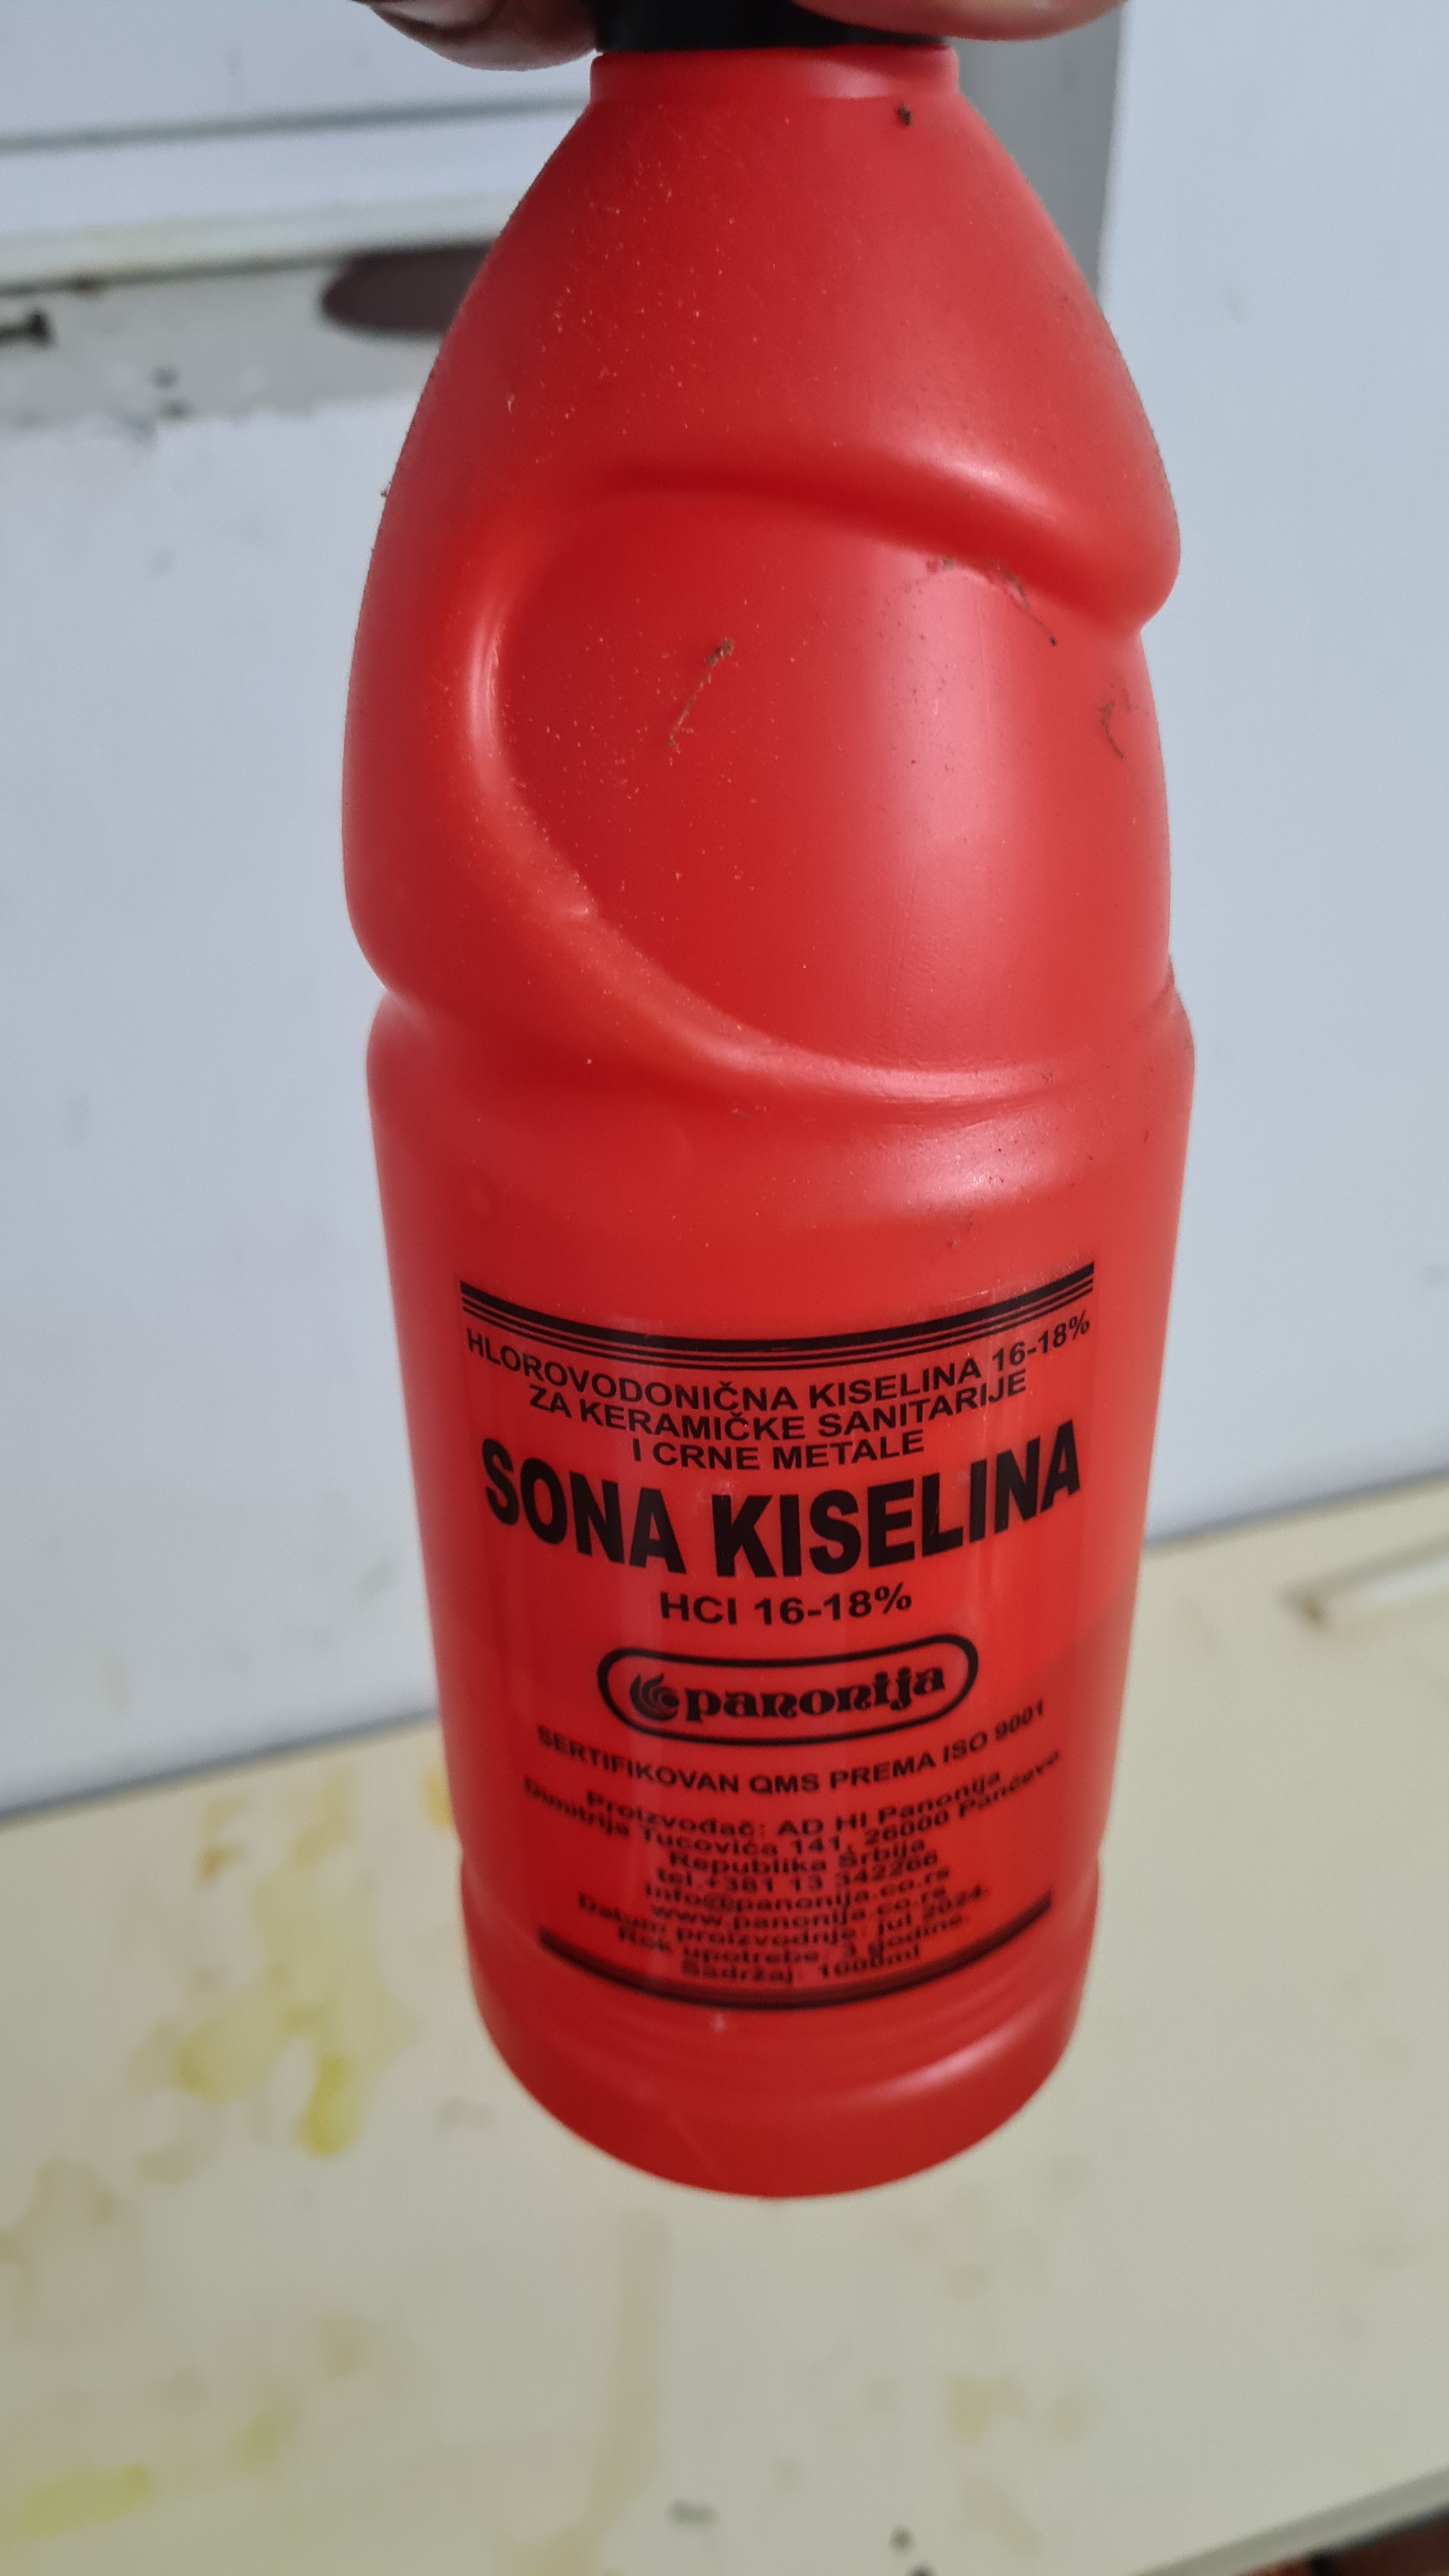 HLOROVODONIČNA KISELINA 16-18%
ZA KERAMIČKE SANITARIJE
I CRNE METALE
SONA KISELINA
HCl 16-18%
panonija
SERTIFIKOVAN QMS PREMA ISO 9001
Proizvođač: AD HI Panonija
Dimitrija Tucovića 141, 26000 Pančevo
Republika Srbija
tel.+381 13 342266
info@panonija.co.rs
www.panonija.co.rs
Datum proizvodnje: jul 2024.
Rok upotrebe: 3 godine.
Sadržaj: 1000ml